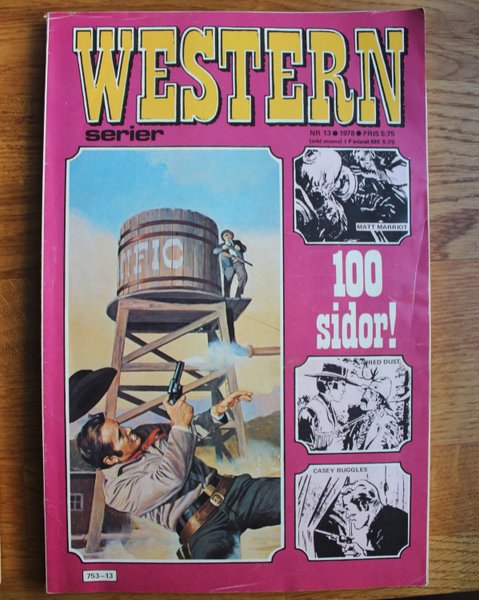 WESTERN
serier
NR 13 ● 1978 ● PRIS 5:75
(inkl moms) I Finland MK 5:75
MATT MARRIOT
100
sidor!
IFIC
RED DUST
CASEY RUGGLES
753-13